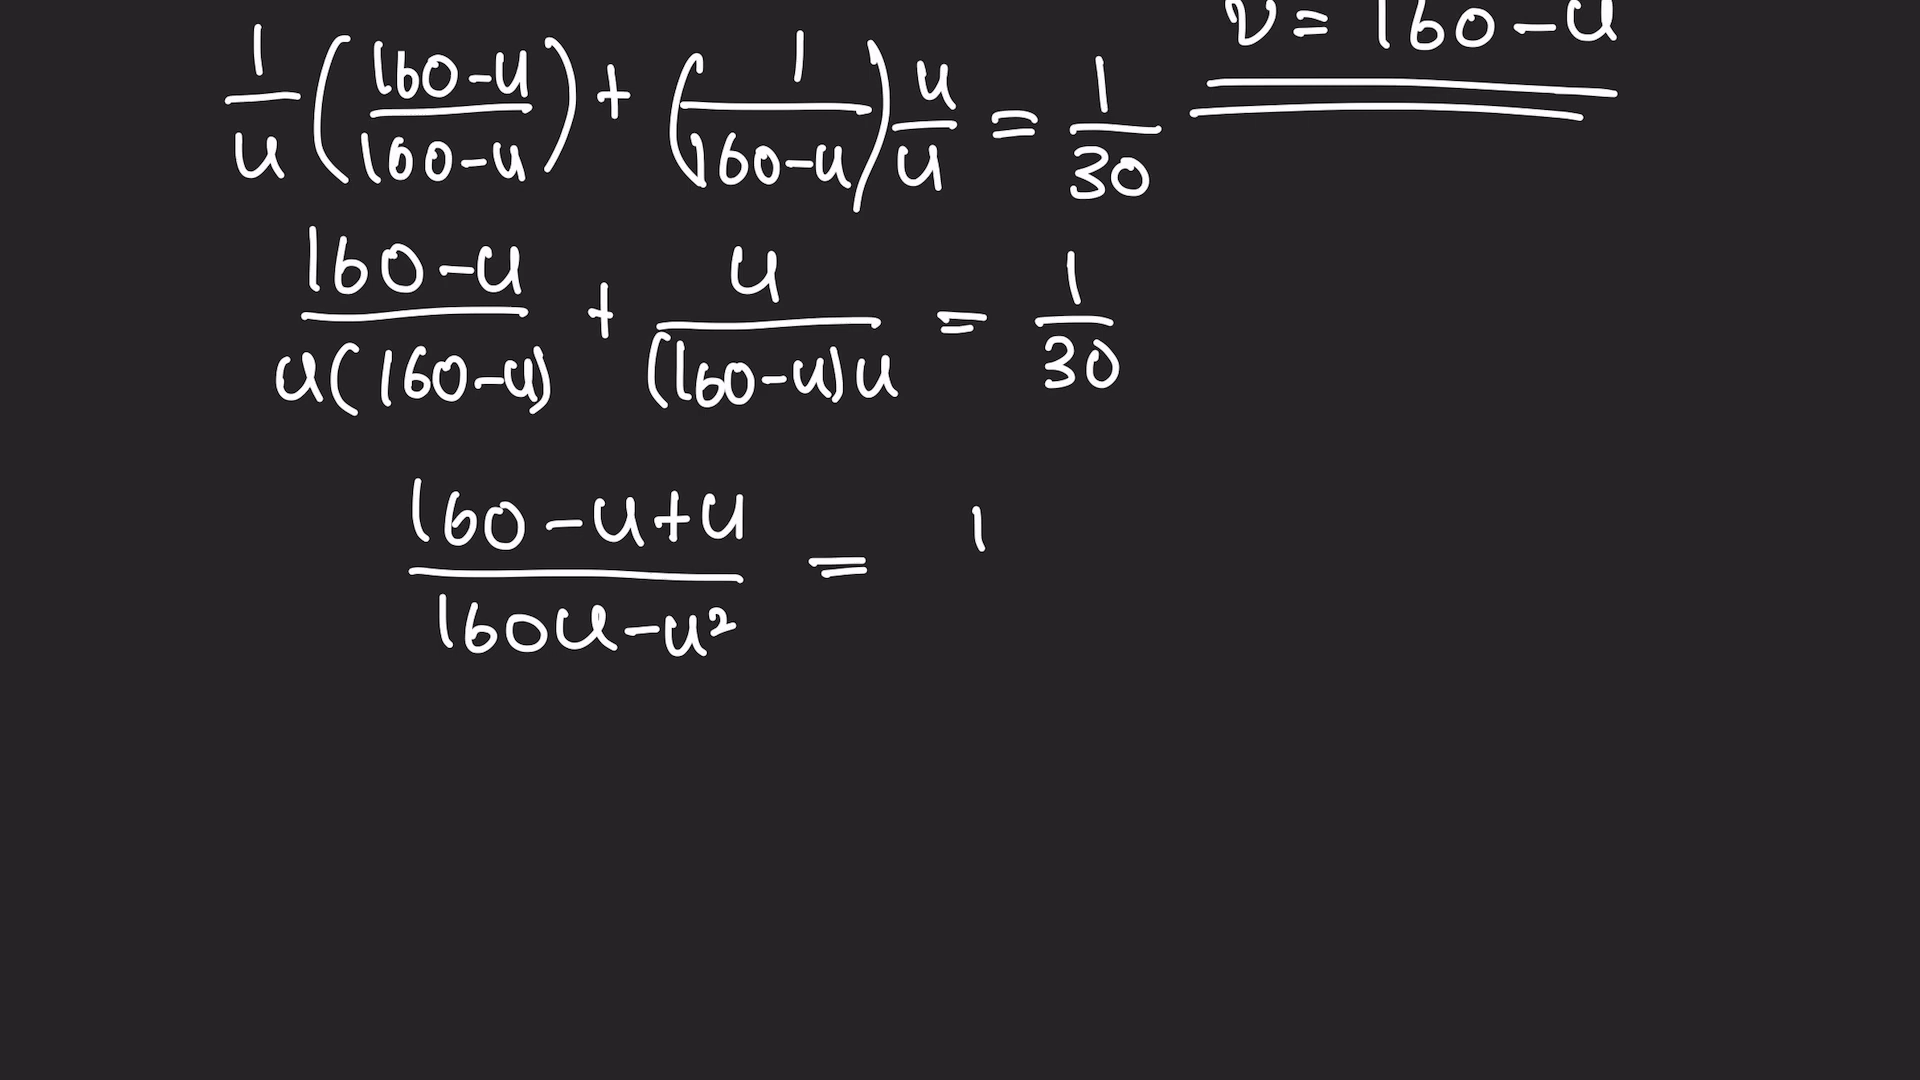 v = 160 - u
1/u (160-u / 160-u) + (1 / 160-u) u/u = 1/30
160-u / u(160-u) + u / (160-u)u = 1/30
160-u+u / 160u-u² = 1